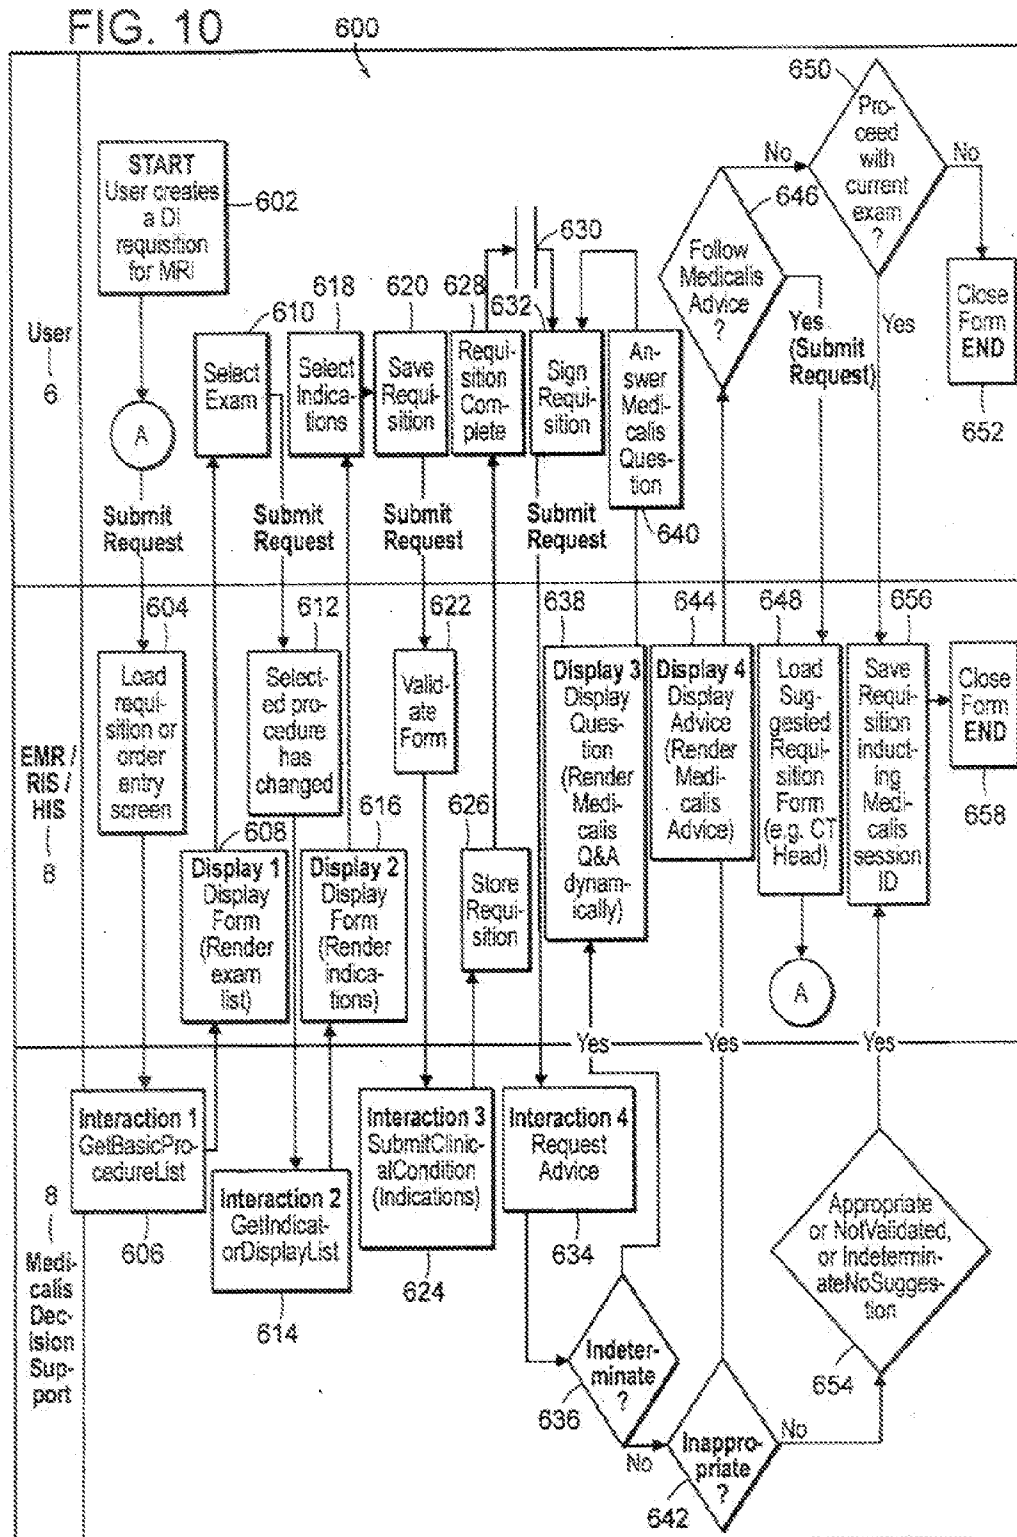 FIG. 10
600
START
User creates
a DI
requisition
for MRI
602
A
Submit
Request
User
6
610
Select
Exam
Submit
Request
618
Select
Indica-
tions
620
Save
Requi-
sition
Submit
Request
628
Requi-
sition
Com-
plete
630
632
Sign
Requi-
sition
Submit
Request
An-
swer
Medi-
calis
Ques-
tion
640
646
Follow
Medicalis
Advice
?
No
Yes
(Submit
Request)
650
Pro-
ceed
with
current
exam
?
No
Yes
Close
Form
END
652
EMR /
RIS /
HIS
8
604
Load
requi-
sition or
order
entry
screen
608
Display 1
Display
Form
(Render
exam
list)
612
Select-
ed pro-
cedure
has
changed
616
Display 2
Display
Form
(Render
indica-
tions)
622
Valid-
ate
Form
626
Store
Requi-
sition
638
Display 3
Display
Ques-
tion
(Render
Medi-
calis
Q&A
dynam-
ically)
644
Display 4
Display
Advice
(Render
Medi-
calis
Advice)
648
Load
Sug-
gested
Requi-
sition
Form
(e.g. CT
Head)
A
656
Save
Requi-
sition
induct-
ing
Medi-
calis
session
ID
Close
Form
END
658
8
Medi-
calis
Dec-
ision
Sup-
port
Interaction 1
GetBasicPro-
cedureList
606
Interaction 2
GetIndicat-
orDisplayList
614
Interaction 3
SubmitClinic-
alCondition
(Indications)
624
Interaction 4
Request
Advice
634
Yes
Indeter-
minate
?
636
No
Yes
Inappro-
priate
?
642
No
Yes
Appropriate
or NotValidated,
or Indetermin-
ateNoSugges-
tion
654